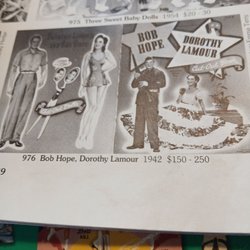 975 Three Sweet Baby Dolls 1954 $20 - 30
BOB
HOPE
DOROTHY
LAMOUR
976 Bob Hope, Dorothy Lamour 1942 $150 - 250